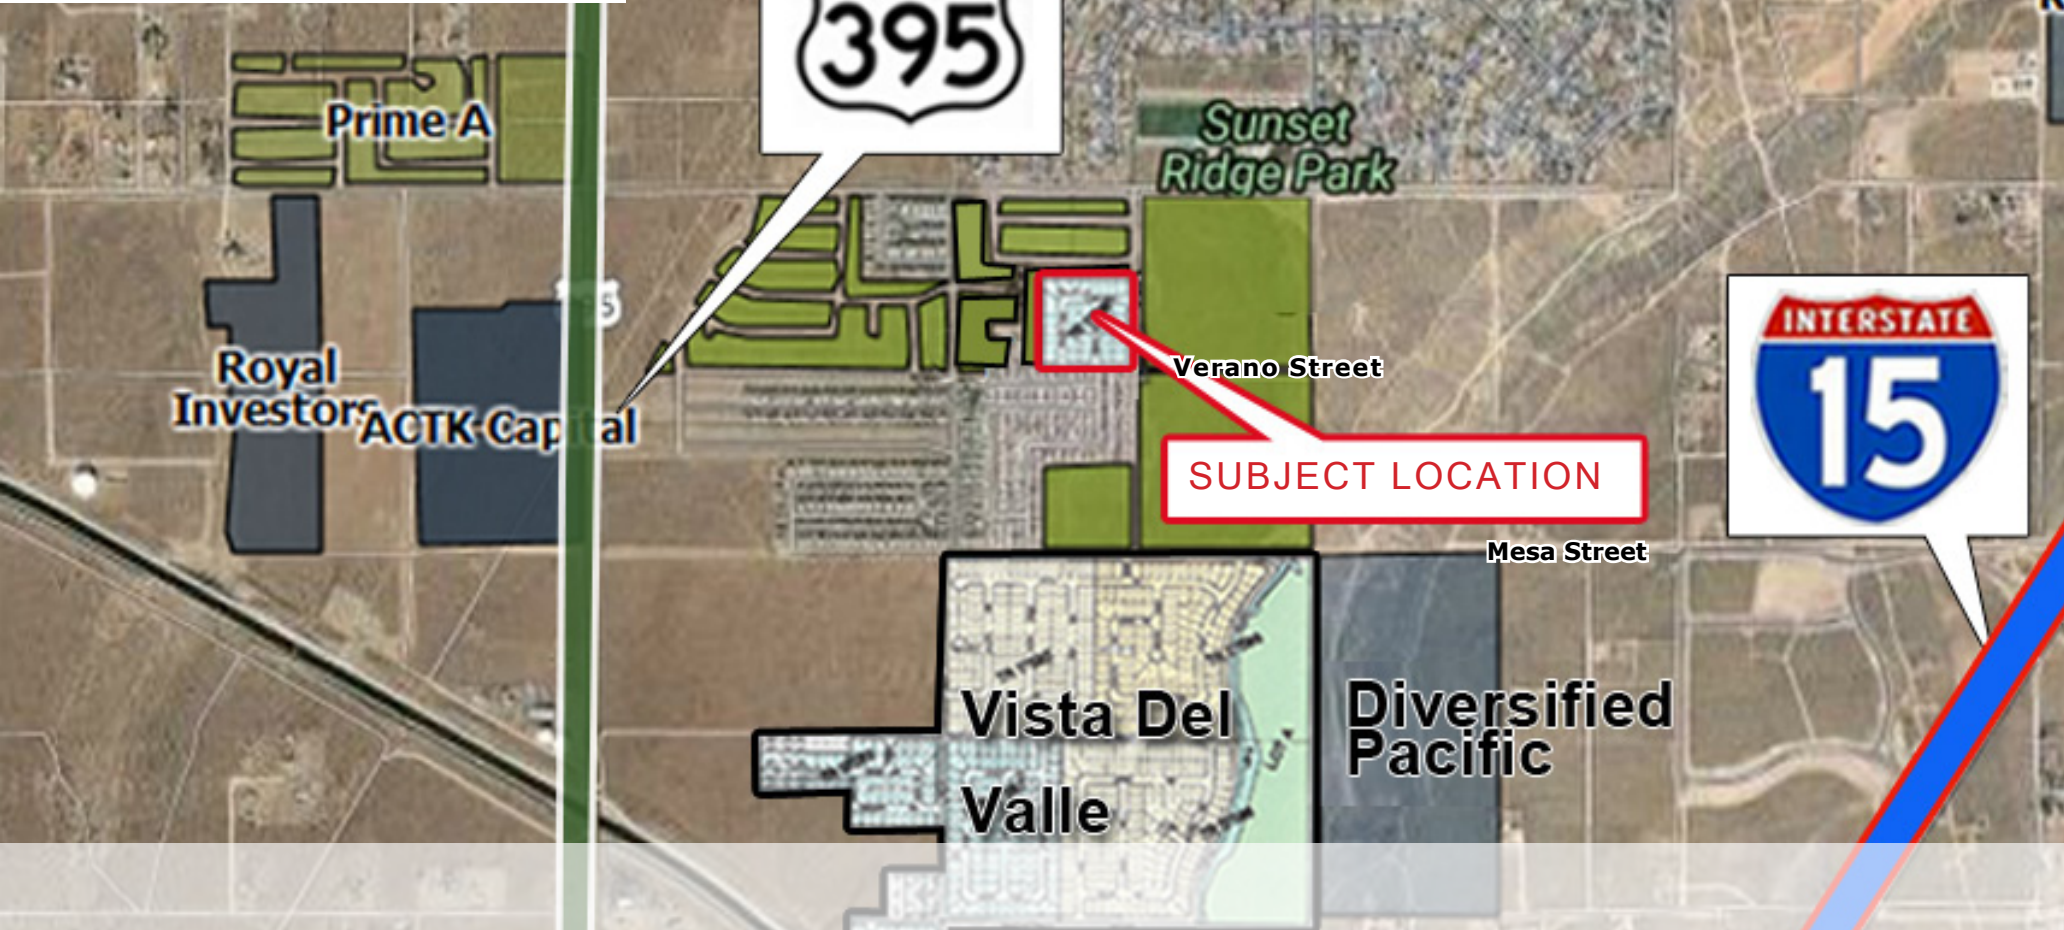 395
Prime A
Sunset
Ridge Park
INTERSTATE
15
Royal
Investors
ACTK Capital
Verano Street
SUBJECT LOCATION
Mesa Street
Vista Del
Valle
Diversified
Pacific
LOT A